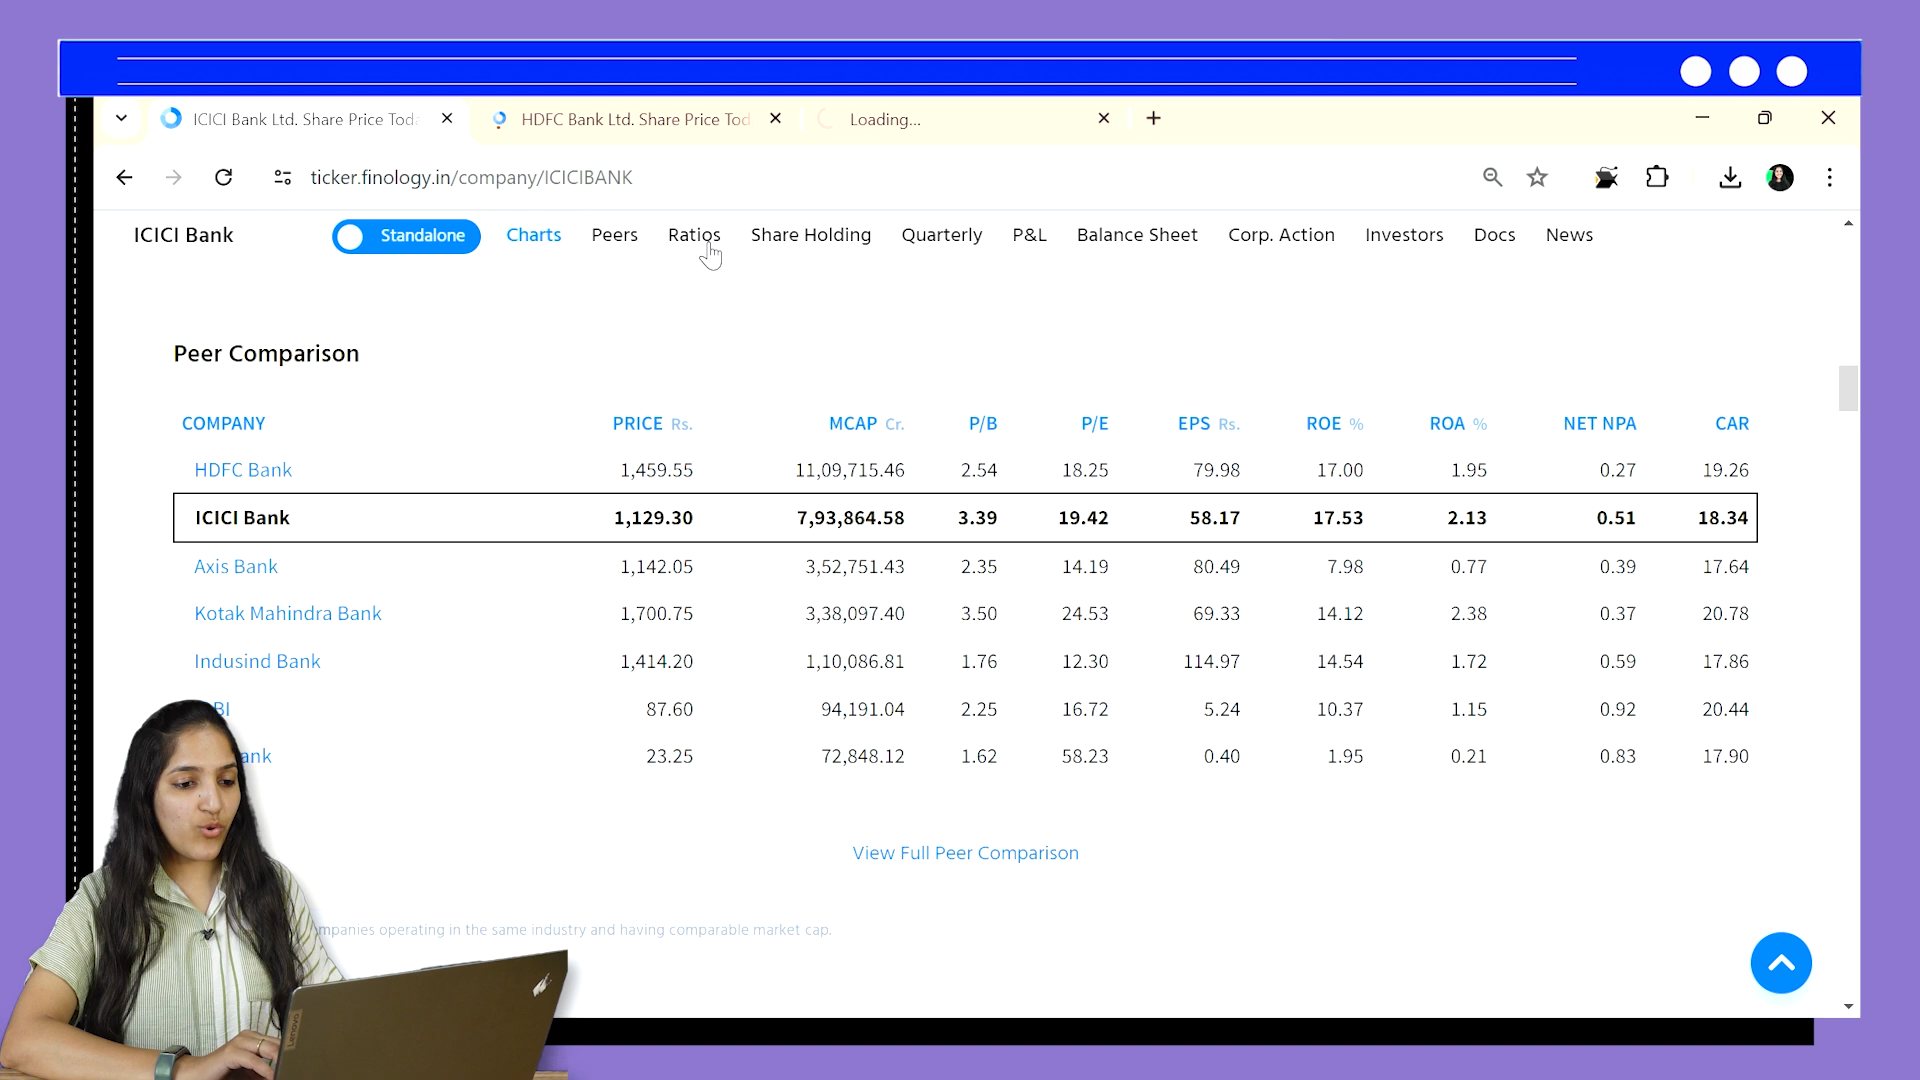 ICICI Bank Ltd. Share Price Toda
HDFC Bank Ltd. Share Price Tod
Loading...
ticker.finology.in/company/ICICIBANK
ICICI Bank Standalone Charts Peers Ratios Share Holding Quarterly P&L Balance Sheet Corp. Action Investors Docs News
Peer Comparison
COMPANY PRICE Rs. MCAP Cr. P/B P/E EPS Rs. ROE % ROA % NET NPA CAR
HDFC Bank 1,459.55 11,09,715.46 2.54 18.25 79.98 17.00 1.95 0.27 19.26
ICICI Bank 1,129.30 7,93,864.58 3.39 19.42 58.17 17.53 2.13 0.51 18.34
Axis Bank 1,142.05 3,52,751.43 2.35 14.19 80.49 7.98 0.77 0.39 17.64
Kotak Mahindra Bank 1,700.75 3,38,097.40 3.50 24.53 69.33 14.12 2.38 0.37 20.78
Indusind Bank 1,414.20 1,10,086.81 1.76 12.30 114.97 14.54 1.72 0.59 17.86
BI 87.60 94,191.04 2.25 16.72 5.24 10.37 1.15 0.92 20.44
ank 23.25 72,848.12 1.62 58.23 0.40 1.95 0.21 0.83 17.90
View Full Peer Comparison
mpanies operating in the same industry and having comparable market cap.
Lenovo